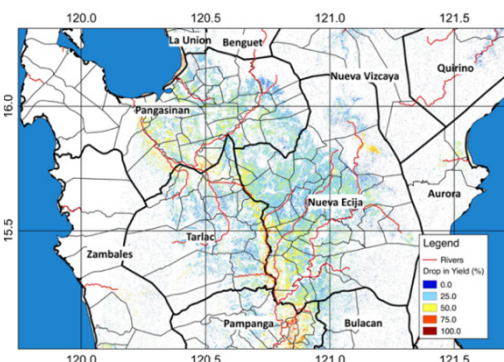 120.0 120.5 121.0 121.5
La Union Benguet
Quirino
Nueva Vizcaya
16.0
Pangasinan
Aurora
Nueva Ecija
15.5
Tarlac
Zambales
Legend
Rivers
Drop in Yield (%)
0.0
25.0
50.0
75.0
100.0
Pampanga Bulacan
120.0 120.5 121.0 121.5